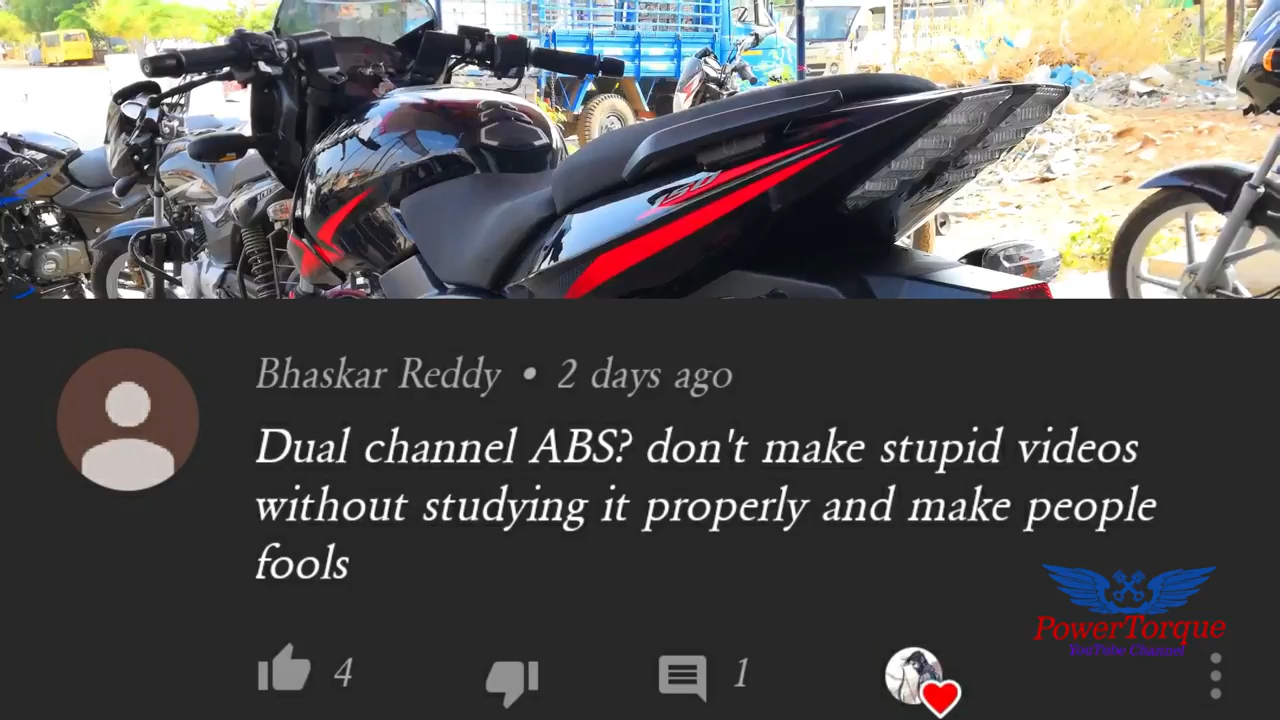 150
Bhaskar Reddy • 2 days ago
Dual channel ABS? don't make stupid videos
without studying it properly and make people
fools
4
1
PowerTorque
YouTube Channel